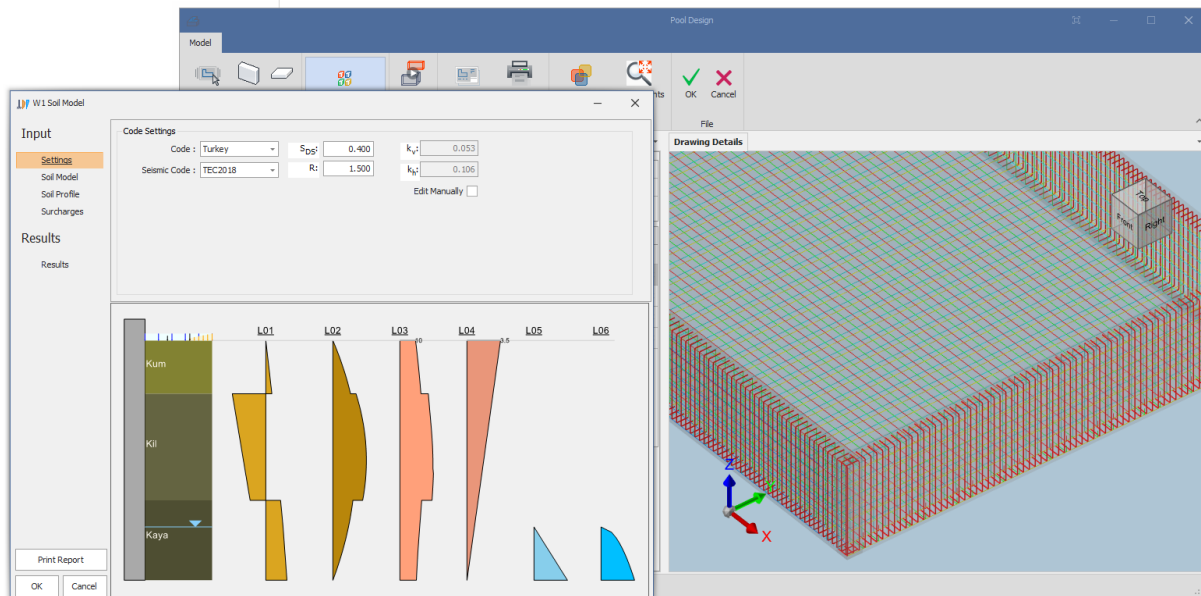 Pool Design
Model
nts
OK
Cancel
File
W1 Soil Model
Input
Settings
Soil Model
Soil Profile
Surcharges
Results
Results
Print Report
OK
Cancel
Code Settings
Code : Turkey
SDS: 0.400
kv: 0.053
Seismic Code : TEC2018
R: 1.500
kh: 0.106
Edit Manually
L01 L02 L03 L04 L05 L06
10 3.5
Kum
Kil
Kaya
Drawing Details
Top
Front
Right
Z
X